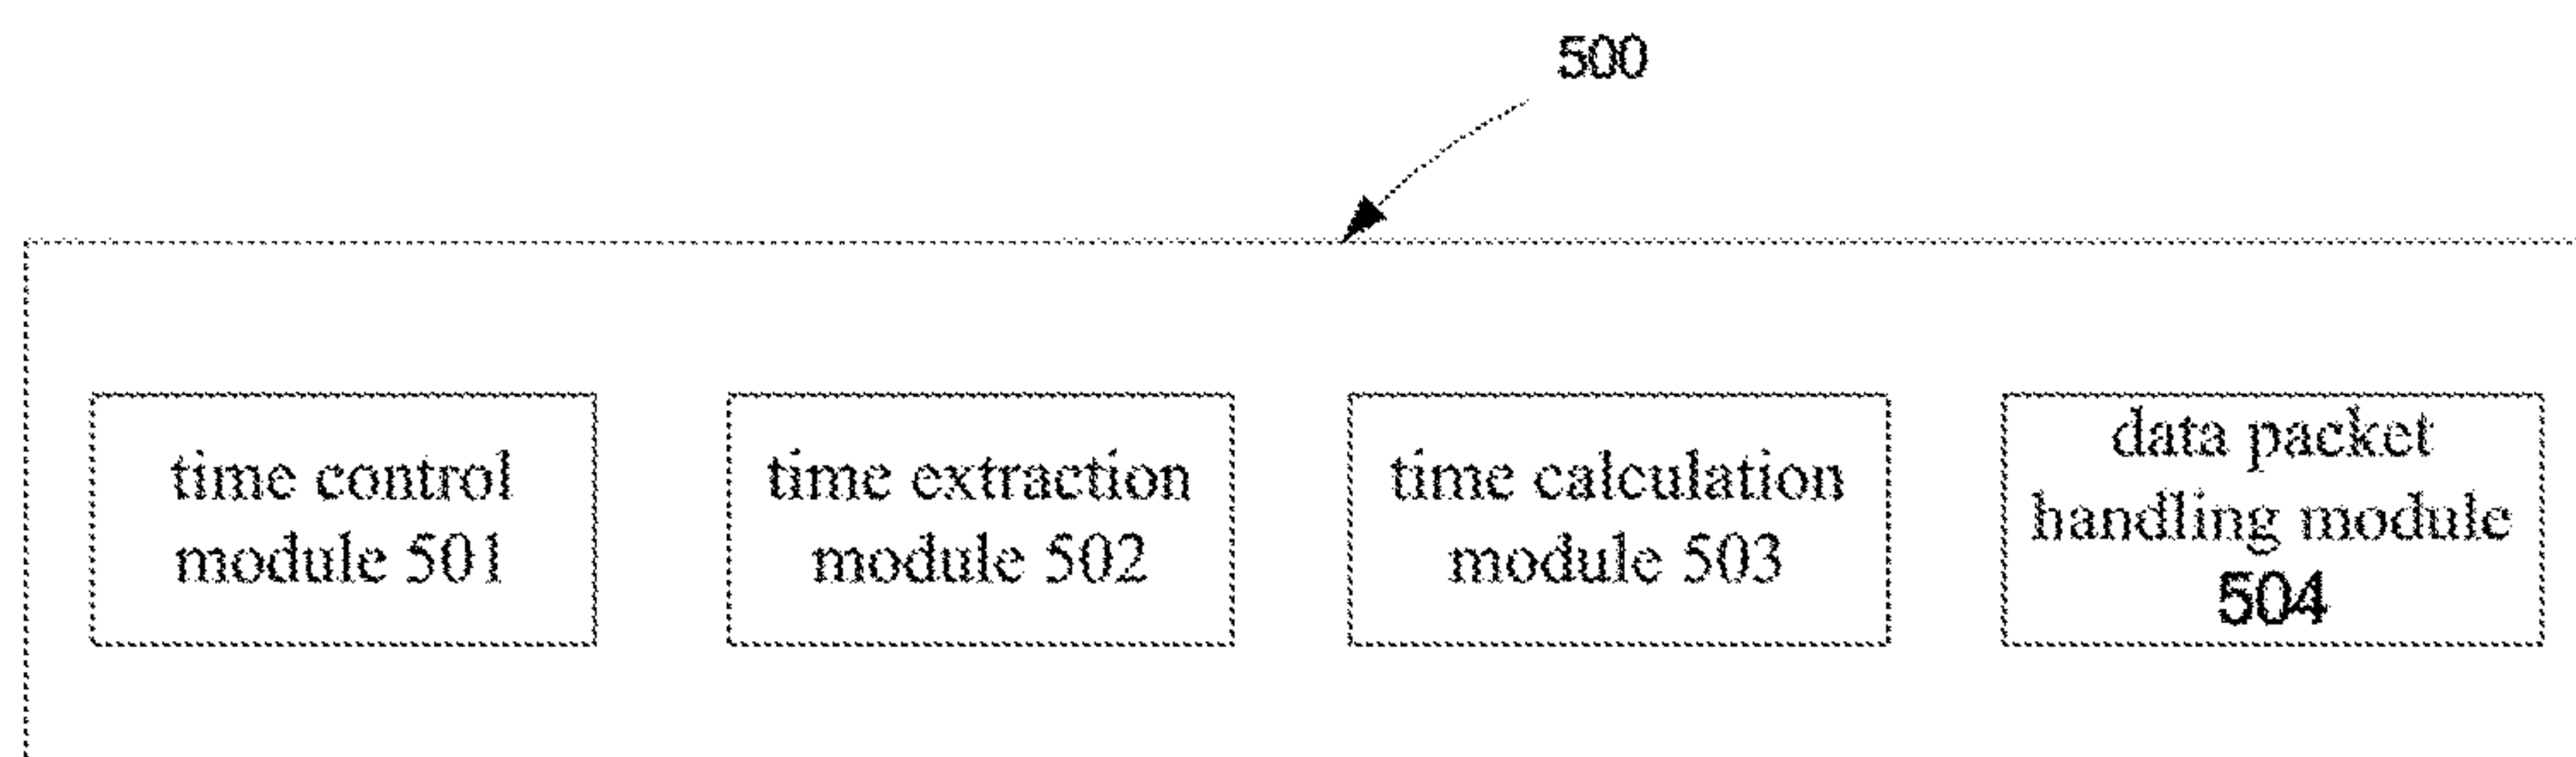 500
time control
module 501
time extraction
module 502
time calculation
module 503
data packet
handling module
504